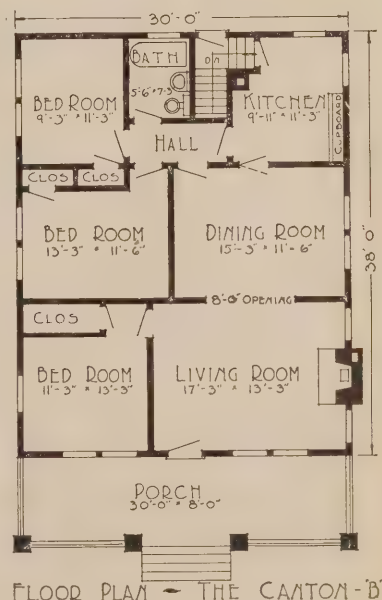 30'-0"
BATH
5'-6" × 7'-3"
DN
BED ROOM
9'-3" × 11'-3"
KITCHEN
9'-11" × 11'-3"
CUPBOARD
HALL
CLOS
CLOS
BED ROOM
13'-3" × 11'-6"
DINING ROOM
15'-3" × 11'-6"
38'-0"
8'-0" OPENING
CLOS
BED ROOM
11'-3" × 13'-3"
LIVING ROOM
17'-3" × 13'-3"
PORCH
30'-0" × 8'-0"
FLOOR PLAN - THE CANTON-'B'